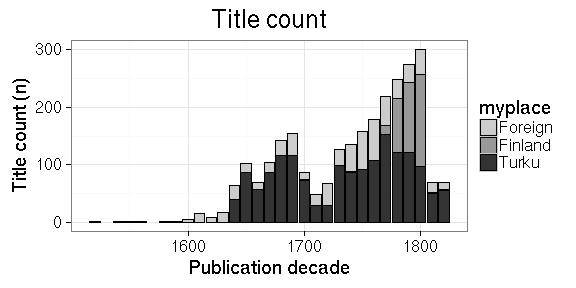 Title count
Title count (n)
300
200
100
0
1600
1700
1800
Publication decade
myplace
Foreign
Finland
Turku